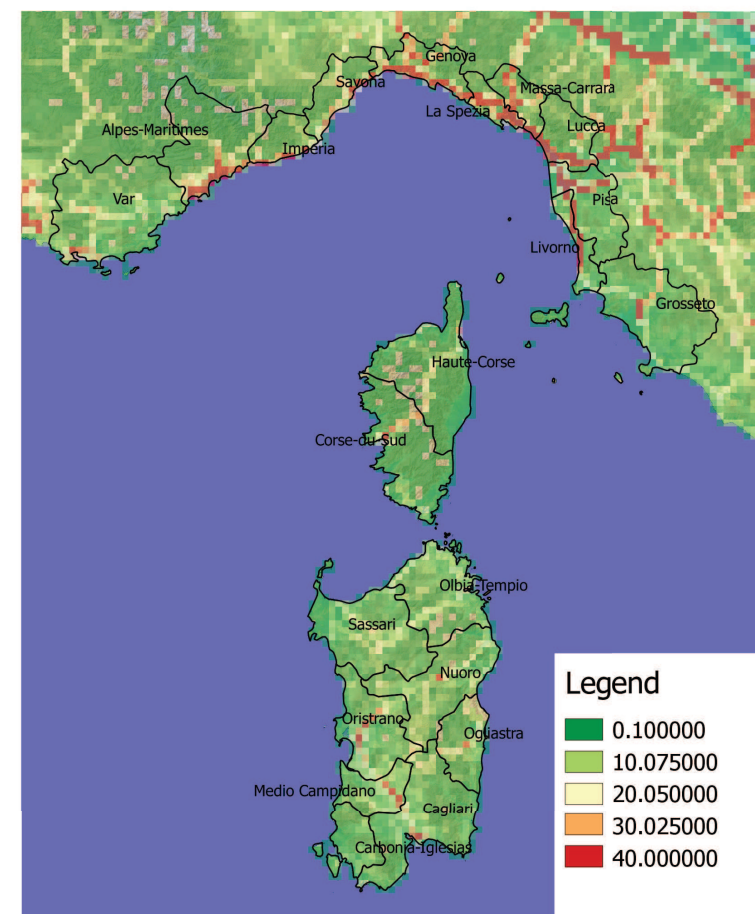 Genova
Savona
Massa-Carrara
La Spezia
Lucca
Alpes-Maritimes
Imperia
Var
Pisa
Livorno
Grosseto
Haute-Corse
Corse-du-Sud
Olbia-Tempio
Sassari
Nuoro
Oristrano
Ogliastra
Medio Campidano
Cagliari
Carbonia-Iglesias
Legend
0.100000
10.075000
20.050000
30.025000
40.000000